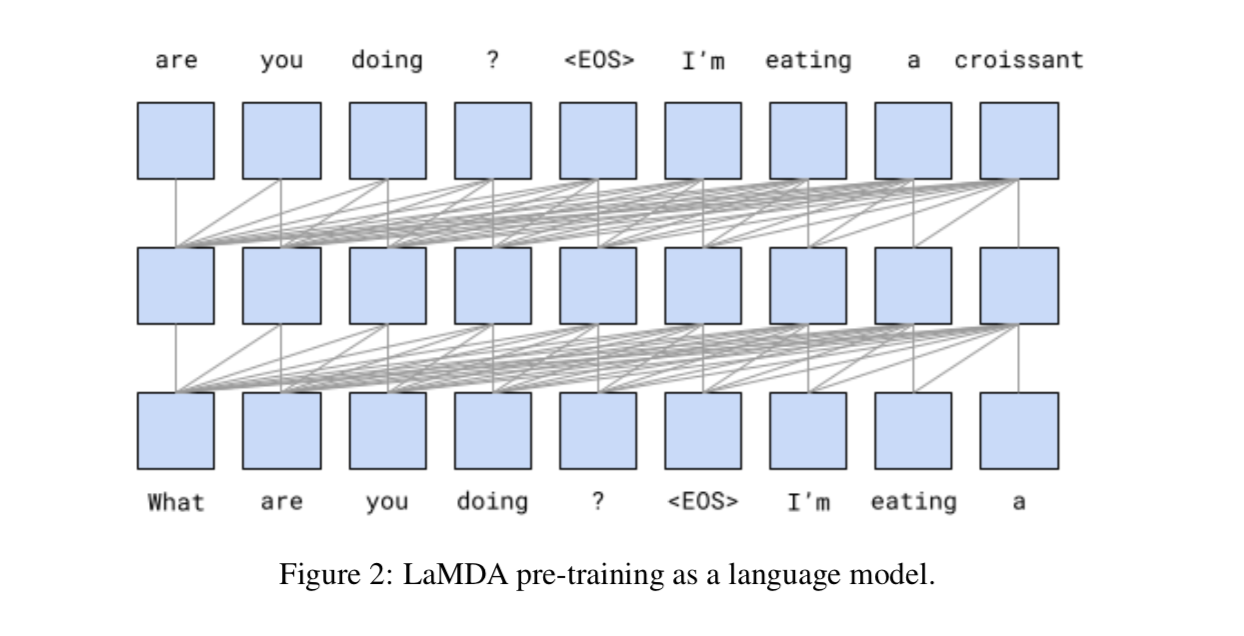 are you doing ? <EOS> I'm eating a croissant
What are you doing ? <EOS> I'm eating a
Figure 2: LaMDA pre-training as a language model.